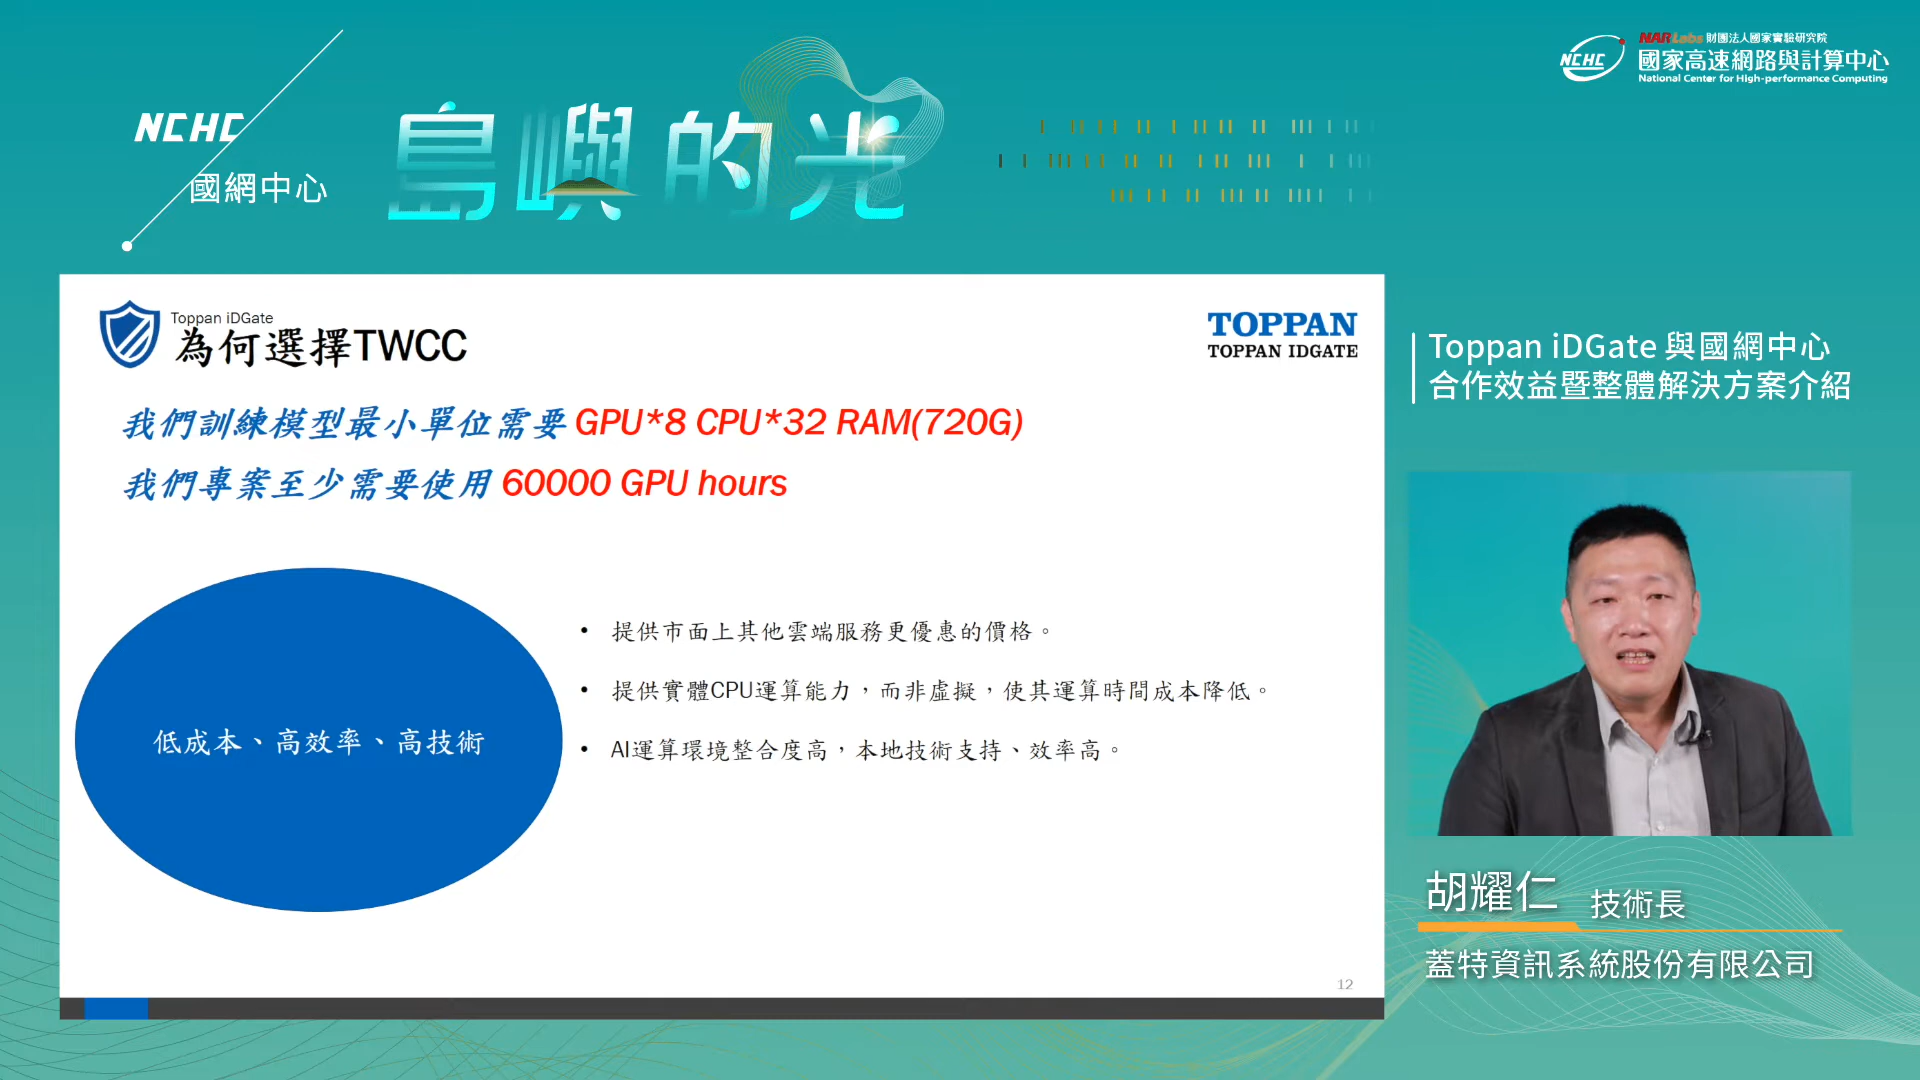 NCHC
國網中心
島嶼的光
NCHC
NARLabs 財團法人國家實驗研究院
國家高速網路與計算中心
National Center for High-performance Computing
Toppan iDGate
為何選擇TWCC
TOPPAN
TOPPAN IDGATE
我們訓練模型最小單位需要 GPU*8 CPU*32 RAM(720G)
我們專案至少需要使用 60000 GPU hours
低成本、高效率、高技術
• 提供市面上其他雲端服務更優惠的價格。
• 提供實體CPU運算能力，而非虛擬，使其運算時間成本降低。
• AI運算環境整合度高，本地技術支持、效率高。
12
Toppan iDGate 與國網中心
合作效益暨整體解決方案介紹
胡耀仁 技術長
蓋特資訊系統股份有限公司